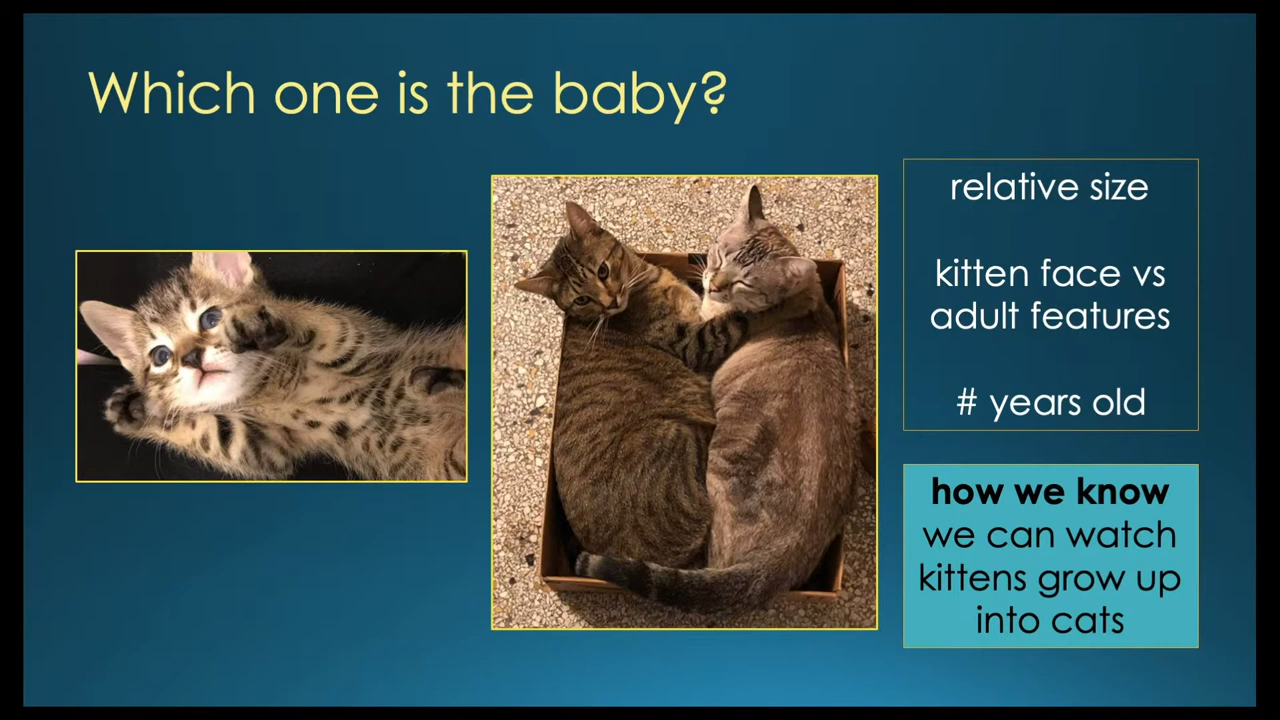 Which one is the baby?
relative size
kitten face vs
adult features
# years old
how we know
we can watch
kittens grow up
into cats